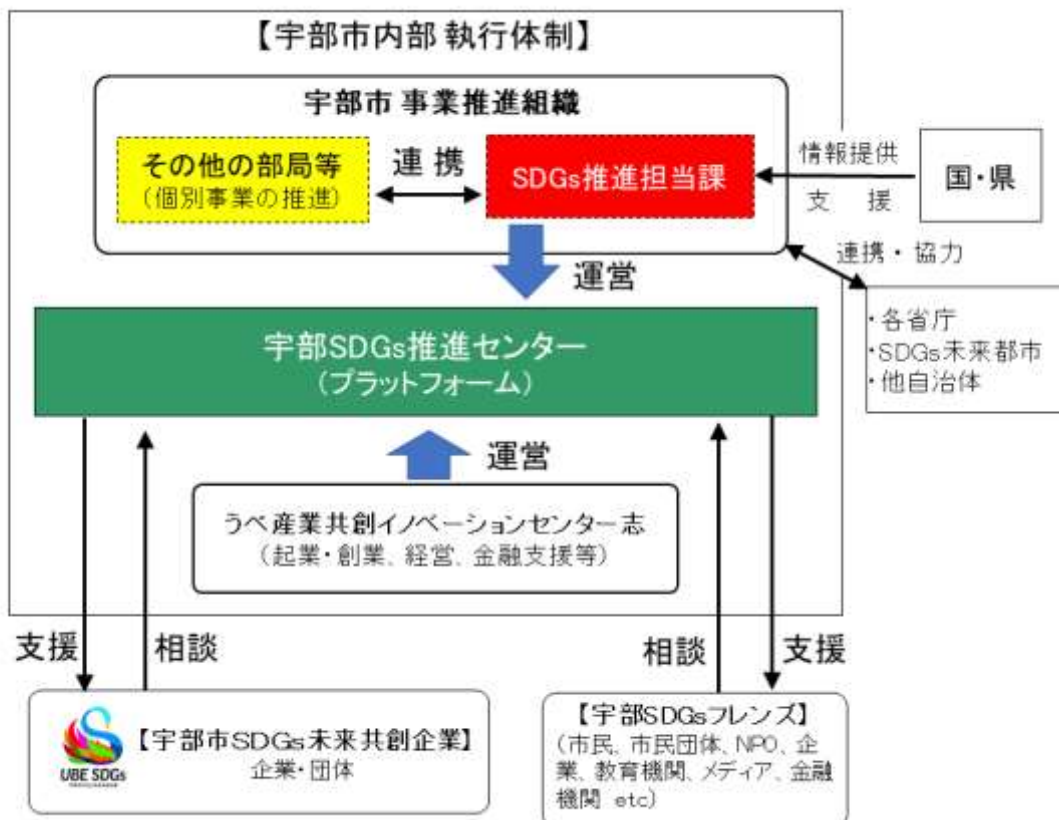 【宇部市内部 執行体制】
宇部市 事業推進組織
その他の部局等
（個別事業の推進）
連 携
SDGs推進担当課
情報提供
支 援
国・県
運営
連携・協力
・各省庁
・SDGs未来都市
・他自治体
宇部SDGs推進センター
（プラットフォーム）
運営
うべ産業共創イノベーションセンター志
（起業・創業、経営、金融支援等）
支援
相談
相談
支援
UBE SDGs
【宇部市SDGs未来共創企業】
企業・団体
【宇部SDGsフレンズ】
（市民、市民団体、NPO、企
業、教育機関、メディア、金融
機関 etc）